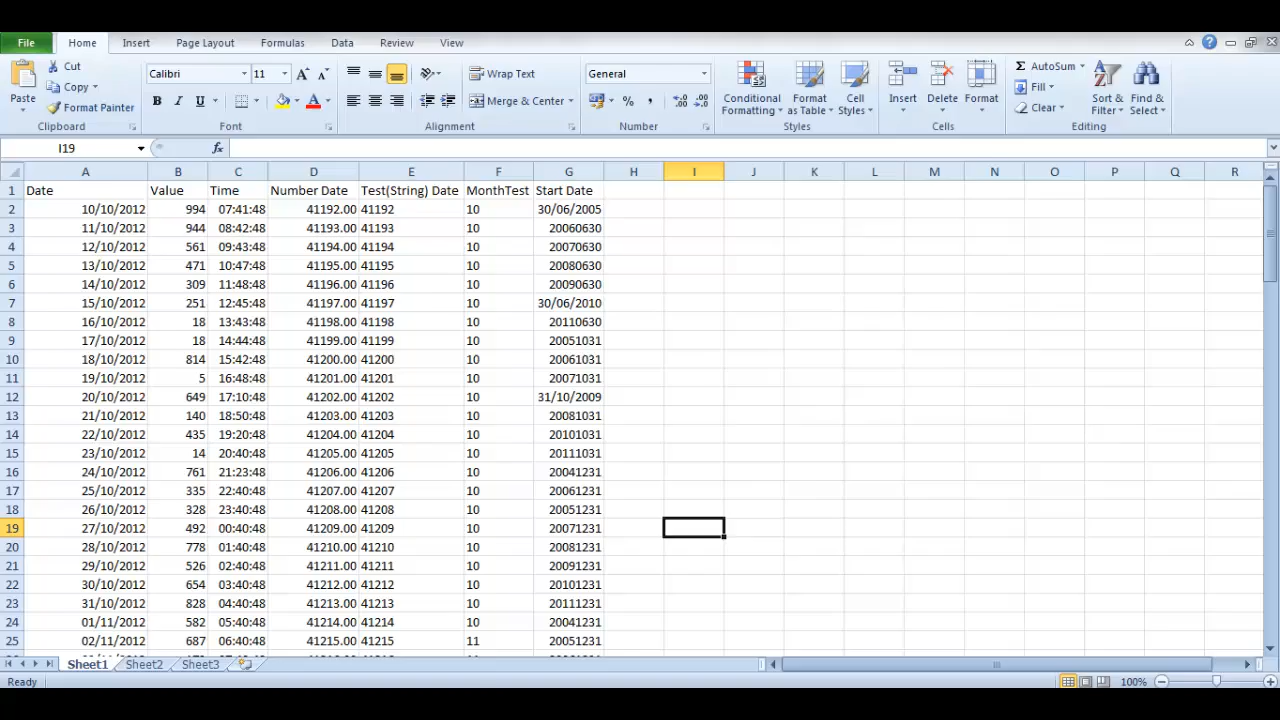 File Home Insert Page Layout Formulas Data Review View
Paste Cut Copy Format Painter Calibri 11 Wrap Text Merge & Center General Conditional Formatting Format as Table Cell Styles Insert Delete Format AutoSum Fill Clear Sort & Filter Find & Select
Clipboard Font Alignment Number Styles Cells Editing
I19 fx
A B C D E F G H I J K L M N O P Q R
1 Date Value Time Number Date Test(String) Date MonthTest Start Date
2 10/10/2012 994 07:41:48 41192.00 41192 10 30/06/2005
3 11/10/2012 944 08:42:48 41193.00 41193 10 20060630
4 12/10/2012 561 09:43:48 41194.00 41194 10 20070630
5 13/10/2012 471 10:47:48 41195.00 41195 10 20080630
6 14/10/2012 309 11:48:48 41196.00 41196 10 20090630
7 15/10/2012 251 12:45:48 41197.00 41197 10 30/06/2010
8 16/10/2012 18 13:43:48 41198.00 41198 10 20110630
9 17/10/2012 18 14:44:48 41199.00 41199 10 20051031
10 18/10/2012 814 15:42:48 41200.00 41200 10 20061031
11 19/10/2012 5 16:48:48 41201.00 41201 10 20071031
12 20/10/2012 649 17:10:48 41202.00 41202 10 31/10/2009
13 21/10/2012 140 18:50:48 41203.00 41203 10 20081031
14 22/10/2012 435 19:20:48 41204.00 41204 10 20101031
15 23/10/2012 14 20:40:48 41205.00 41205 10 20111031
16 24/10/2012 761 21:23:48 41206.00 41206 10 20041231
17 25/10/2012 335 22:40:48 41207.00 41207 10 20061231
18 26/10/2012 328 23:40:48 41208.00 41208 10 20051231
19 27/10/2012 492 00:40:48 41209.00 41209 10 20071231
20 28/10/2012 778 01:40:48 41210.00 41210 10 20081231
21 29/10/2012 526 02:40:48 41211.00 41211 10 20091231
22 30/10/2012 654 03:40:48 41212.00 41212 10 20101231
23 31/10/2012 828 04:40:48 41213.00 41213 10 20111231
24 01/11/2012 582 05:40:48 41214.00 41214 10 20041231
25 02/11/2012 687 06:40:48 41215.00 41215 11 20051231
Sheet1 Sheet2 Sheet3
Ready 100%